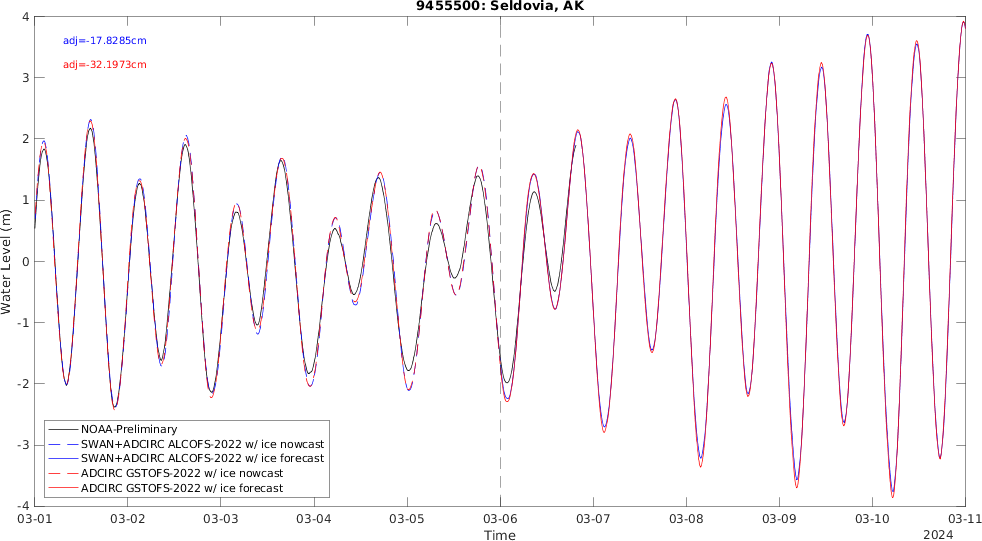 9455500: Seldovia, AK
adj=-17.8285cm
adj=-32.1973cm
Water Level (m)
4
3
2
1
0
-1
-2
-3
-4
NOAA-Preliminary
SWAN+ADCIRC ALCOFS-2022 w/ ice nowcast
SWAN+ADCIRC ALCOFS-2022 w/ ice forecast
ADCIRC GSTOFS-2022 w/ ice nowcast
ADCIRC GSTOFS-2022 w/ ice forecast
03-01 03-02 03-03 03-04 03-05 03-06 03-07 03-08 03-09 03-10 03-11
Time
2024